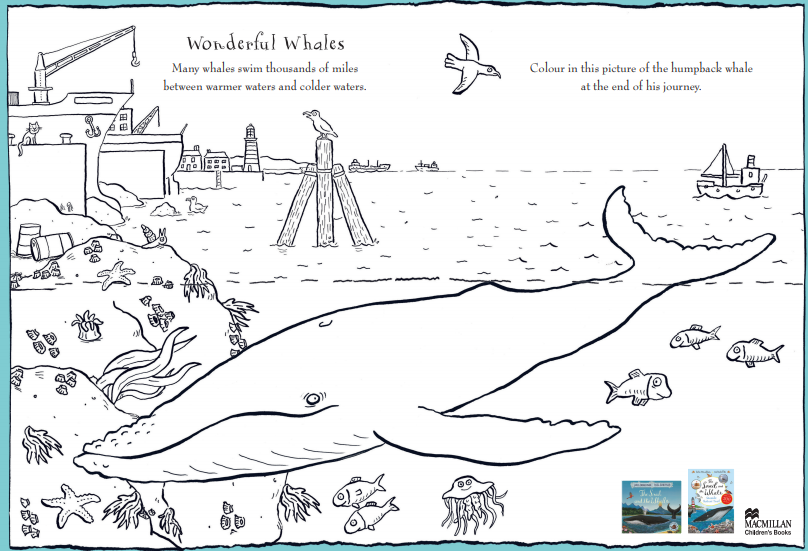 Wonderful Whales
Many whales swim thousands of miles
between warmer waters and colder waters.
Colour in this picture of the humpback whale
at the end of his journey.
The Snail
and the Whale
The
Snail
and the
Whale
MACMILLAN
Children's Books